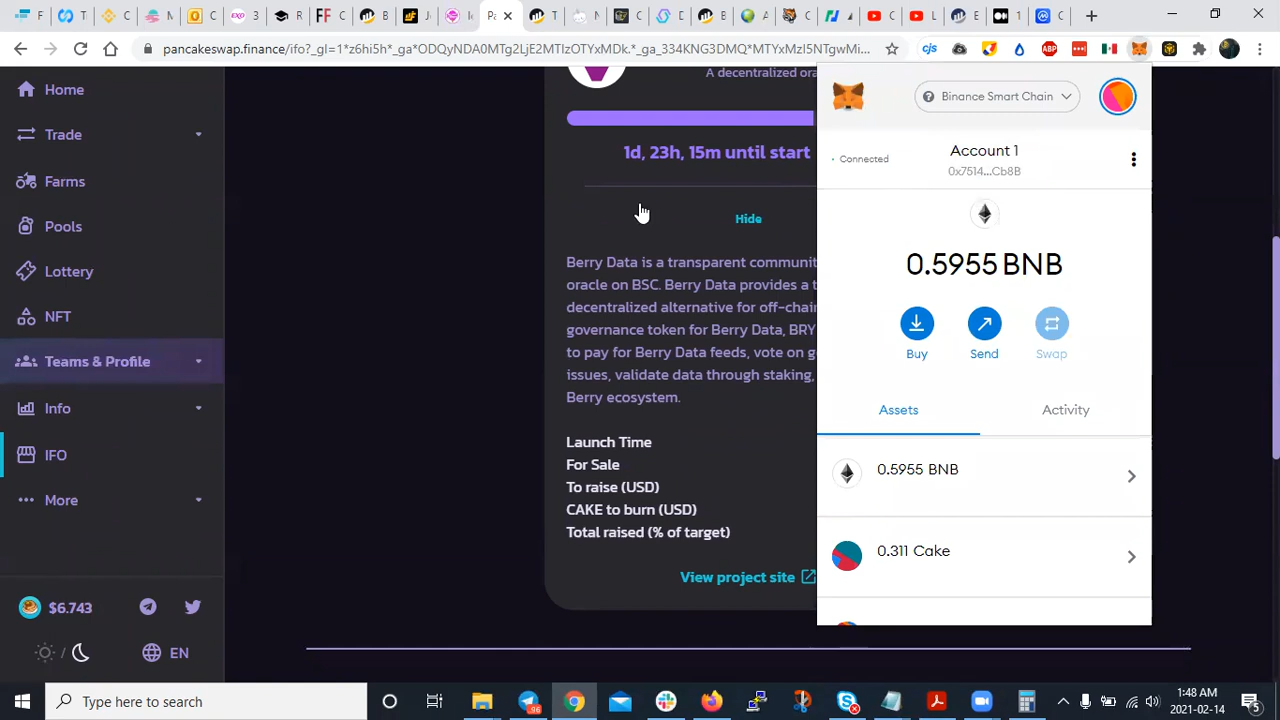 pancakeswap.finance/ifo?_gl=1*z6hi5h*_ga*ODQyNDA0MTg2LjE2MTIzOTYxMDk.*_ga_334KNG3DMQ*MTYxMzI5NTgwMi...
Home
Trade
Farms
Pools
Lottery
NFT
Teams & Profile
Info
IFO
More
$6.743
EN
A decentralized ora
1d, 23h, 15m until start
Hide
Berry Data is a transparent communit
oracle on BSC. Berry Data provides a t
decentralized alternative for off-chain
governance token for Berry Data, BRY
to pay for Berry Data feeds, vote on g
issues, validate data through staking,
Berry ecosystem.
Launch Time
For Sale
To raise (USD)
CAKE to burn (USD)
Total raised (% of target)
View project site
Binance Smart Chain
Connected
Account 1
0x7514...Cb8B
0.5955 BNB
Buy
Send
Swap
Assets
Activity
0.5955 BNB
0.311 Cake
Type here to search
96
1:48 AM
2021-02-14
5